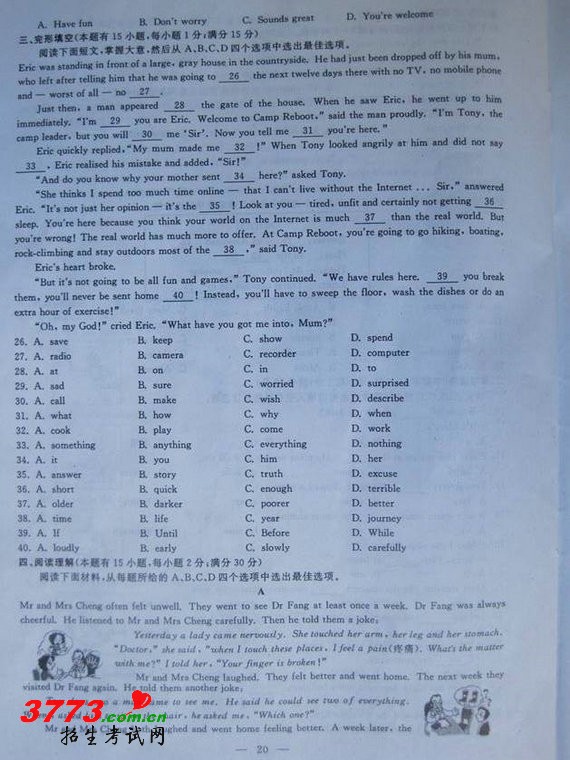 A. Have fun B. Don't worry C. Sounds great D. You're welcome
三、完形填空(本题有 15 小题,每小题 1 分;满分 15 分)
阅读下面短文,掌握大意,然后从 A、B、C、D 四个选项中选出最佳选项。
Eric was standing in front of a large, gray house in the countryside. He had just been dropped off by his mum,
who left after telling him that he was going to 26 the next twelve days there with no TV, no mobile phone
and — worst of all — no 27 .
Just then, a man appeared 28 the gate of the house. When he saw Eric, he went up to him
immediately. "I'm 29 you are Eric. Welcome to Camp Reboot," said the man proudly. "I'm Tony, the
camp leader, but you will 30 me 'Sir'. Now you tell me 31 you're here."
Eric quickly replied, "My mum made me 32 !" When Tony looked angrily at him and did not say
33 , Eric realised his mistake and added, "Sir!"
"And do you know why your mother sent 34 here?" asked Tony.
"She thinks I spend too much time online — that I can't live without the Internet ... Sir," answered
Eric. "It's not just her opinion — it's the 35 ! Look at you — tired, unfit and certainly not getting 36
sleep. You're here because you think your world on the Internet is much 37 than the real world. But
you're wrong! The real world has much more to offer. At Camp Reboot, you're going to go hiking, boating,
rock-climbing and stay outdoors most of the 38 ," said Tony.
Eric's heart broke.
"But it's not going to be all fun and games," Tony continued. "We have rules here. 39 you break
them, you'll never be sent home 40 ! Instead, you'll have to sweep the floor, wash the dishes or do an
extra hour of exercise!"
"Oh, my God!" cried Eric. "What have you got me into, Mum?"
26. A. save B. keep C. show D. spend
27. A. radio B. camera C. recorder D. computer
28. A. at B. on C. in D. to
29. A. sad B. sure C. worried D. surprised
30. A. call B. make C. wish D. describe
31. A. what B. how C. why D. when
32. A. cook B. play C. come D. work
33. A. something B. anything C. everything D. nothing
34. A. it B. you C. him D. her
35. A. answer B. story C. truth D. excuse
36. A. short B. quick C. enough D. terrible
37. A. older B. darker C. poorer D. better
38. A. time B. life C. year D. journey
39. A. If B. Until C. Before D. While
40. A. loudly B. early C. slowly D. carefully
四、阅读理解(本题有 15 小题,每小题 2 分;满分 30 分)
阅读下面材料,从每题所给的 A、B、C、D 四个选项中选出最佳选项。
A
Mr and Mrs Cheng often felt unwell. They went to see Dr Fang at least once a week. Dr Fang was always
cheerful. He listened to Mr and Mrs Cheng carefully. Then he told them a joke:
Yesterday a lady came nervously. She touched her arm, her leg and her stomach.
"Doctor," she said, "when I touch these places, I feel a pain(疼痛). What's the matter
with me?" I told her, "Your finger is broken!"
Mr and Mrs Cheng laughed. They felt better and went home. The next week they
visited Dr Fang again. He told them another joke:
a m me to see me. He said he could see two of everything.
hair, he asked me, "Which one?"
Mr and Mrs Cheng laughed and went home feeling better. A week later, the
3773.com.cn
招生考试网
— 20 —